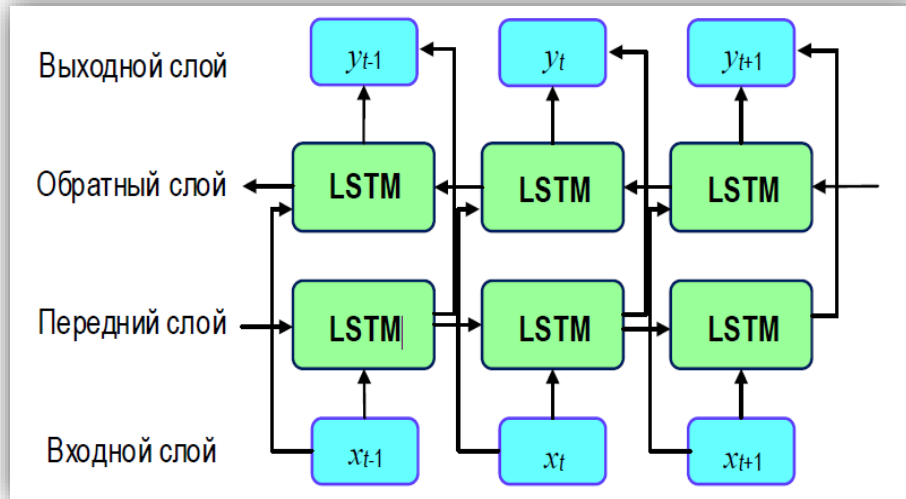 Выходной слой
yt-1 yt yt+1
Обратный слой
LSTM LSTM LSTM
Передний слой
LSTM LSTM LSTM
Входной слой
xt-1 xt xt+1